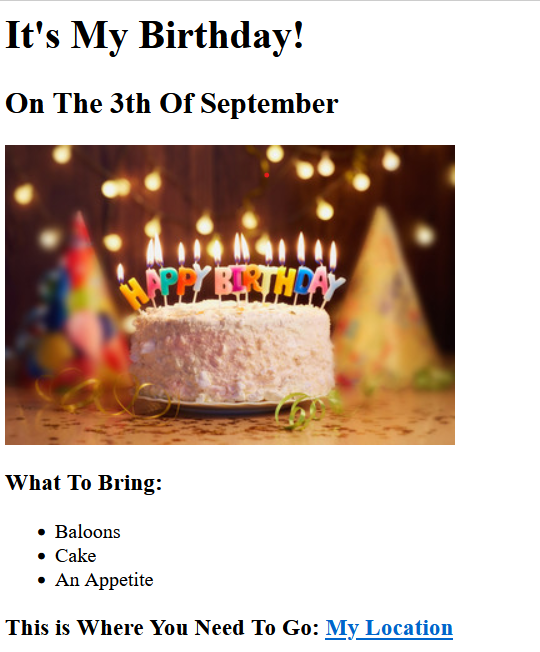 It's My Birthday!
On The 3th Of September
HAPPY BIRTHDAY
What To Bring:
Baloons
Cake
An Appetite
This is Where You Need To Go: My Location